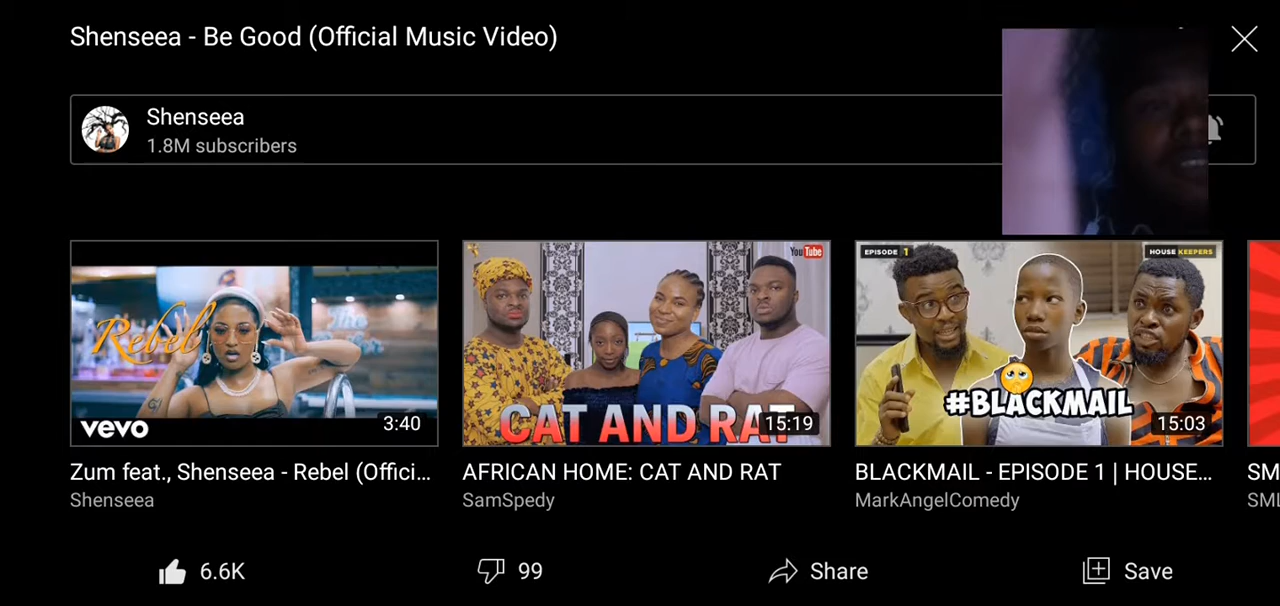 Shenseea - Be Good (Official Music Video)
Shenseea
1.8M subscribers
Rebel
vevo
3:40
YouTube
CAT AND RAT
15:19
EPISODE 1
HOUSE KEEPERS
#BLACKMAIL
15:03
Zum feat., Shenseea - Rebel (Offici...
Shenseea
AFRICAN HOME: CAT AND RAT
SamSpedy
BLACKMAIL - EPISODE 1 | HOUSE...
MarkAngelComedy
SM
SML
6.6K
99
Share
Save